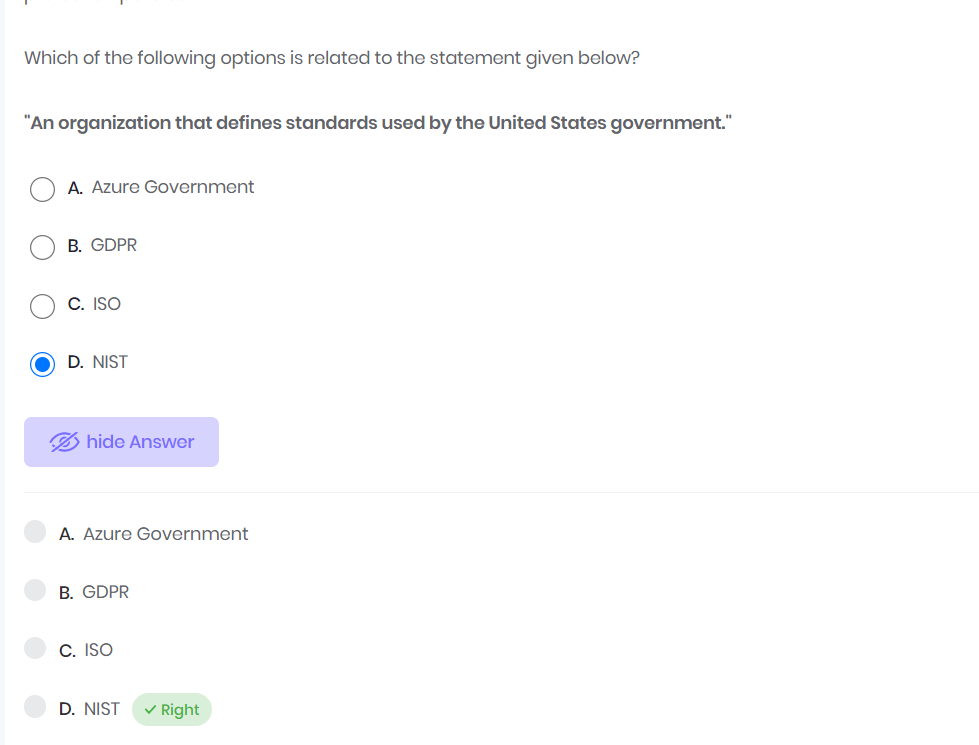 Which of the following options is related to the statement given below?
"An organization that defines standards used by the United States government."
A. Azure Government
B. GDPR
C. ISO
D. NIST
hide Answer
A. Azure Government
B. GDPR
C. ISO
D. NIST Right